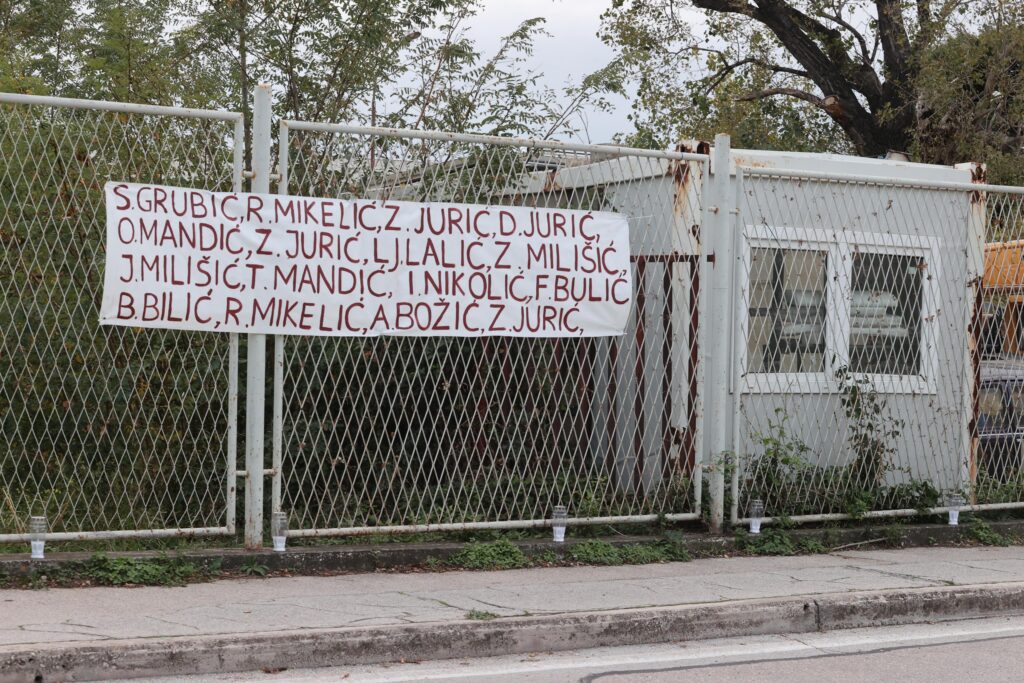 S.GRUBIĆ,R.MIKELIĆ,Z.JURIĆ,D.JURIĆ,
O.MANDIĆ,Z.JURIĆ,LJ.LALIĆ,Z.MILIŠIĆ,
J.MILIŠIĆ,T.MANDIĆ, I.NIKOLIĆ,F.BULIĆ
B.BILIĆ,R.MIKELIĆ,A.BOŽIĆ,Z.JURIĆ,